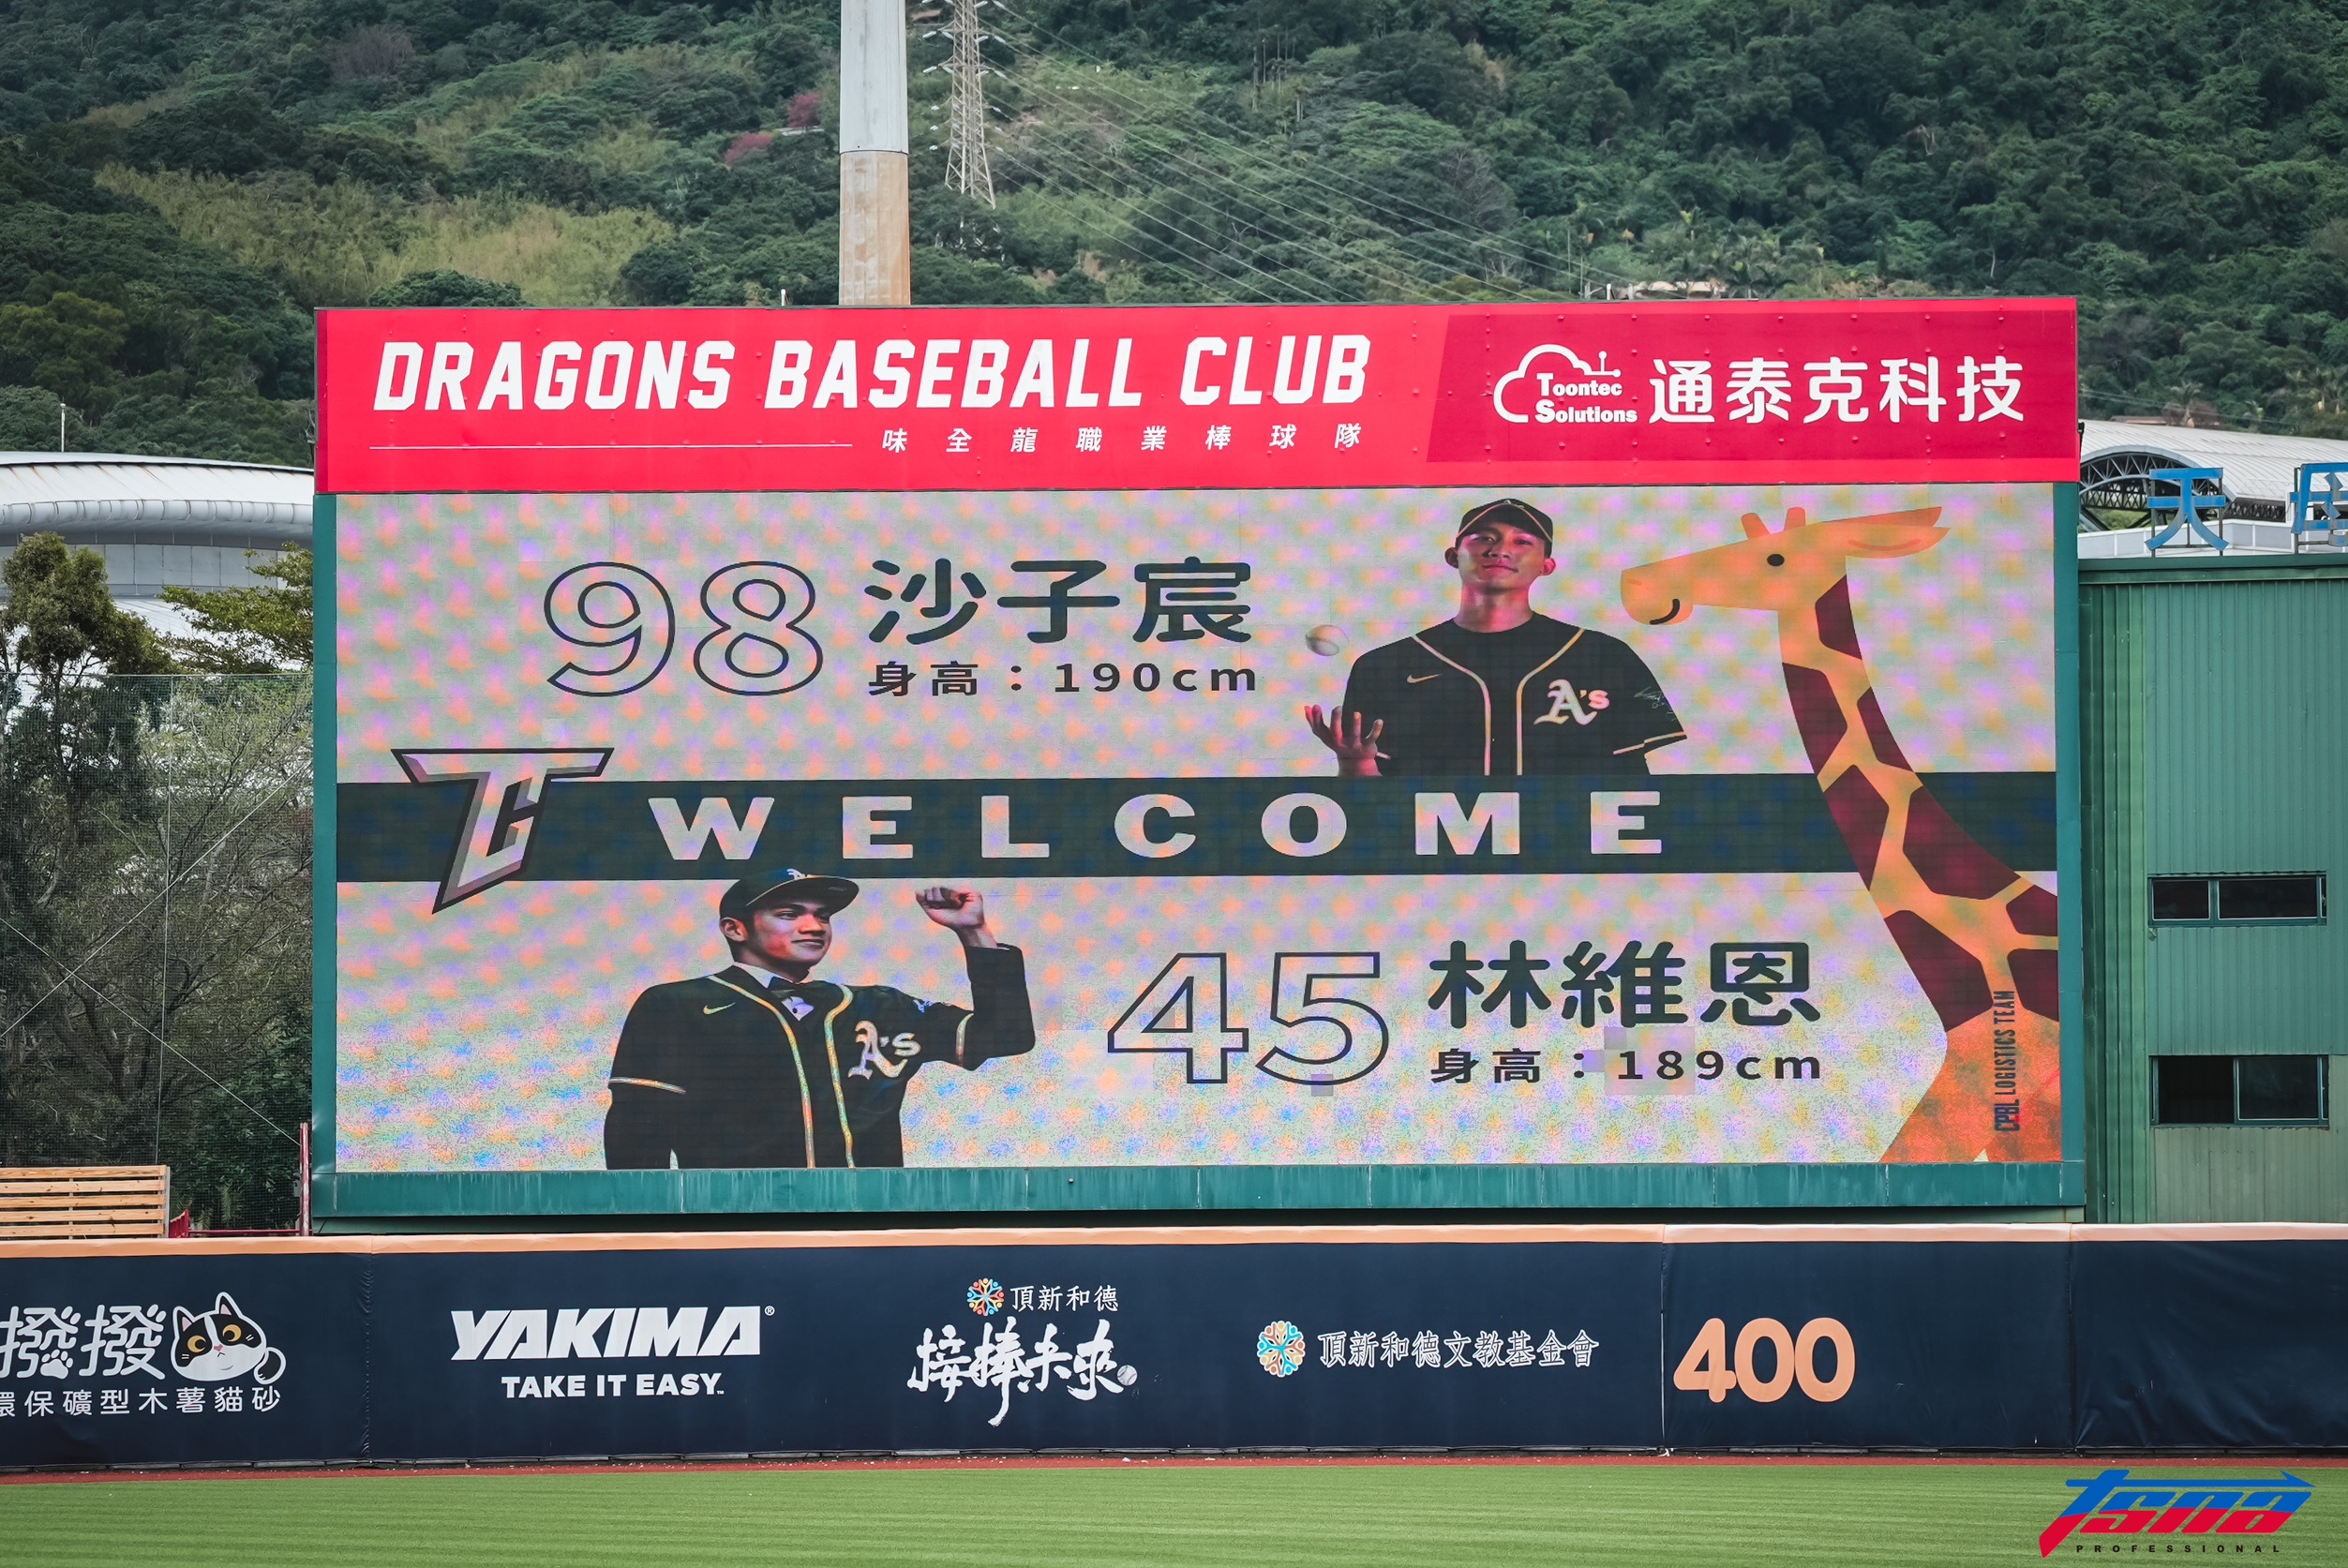 DRAGONS BASEBALL CLUB
味全龍職業棒球隊
Toontec
Solutions
通泰克科技
98 沙子宸
身高：190cm
A's
TC
WELCOME
A's
45 林維恩
身高：189cm
CPBL LOGISTICS TEAM
天
撥撥
環保礦型木薯貓砂
YAKIMA®
TAKE IT EASY.™
頂新和德
接棒未來
頂新和德文教基金會
400
tsna
PROFESSIONAL